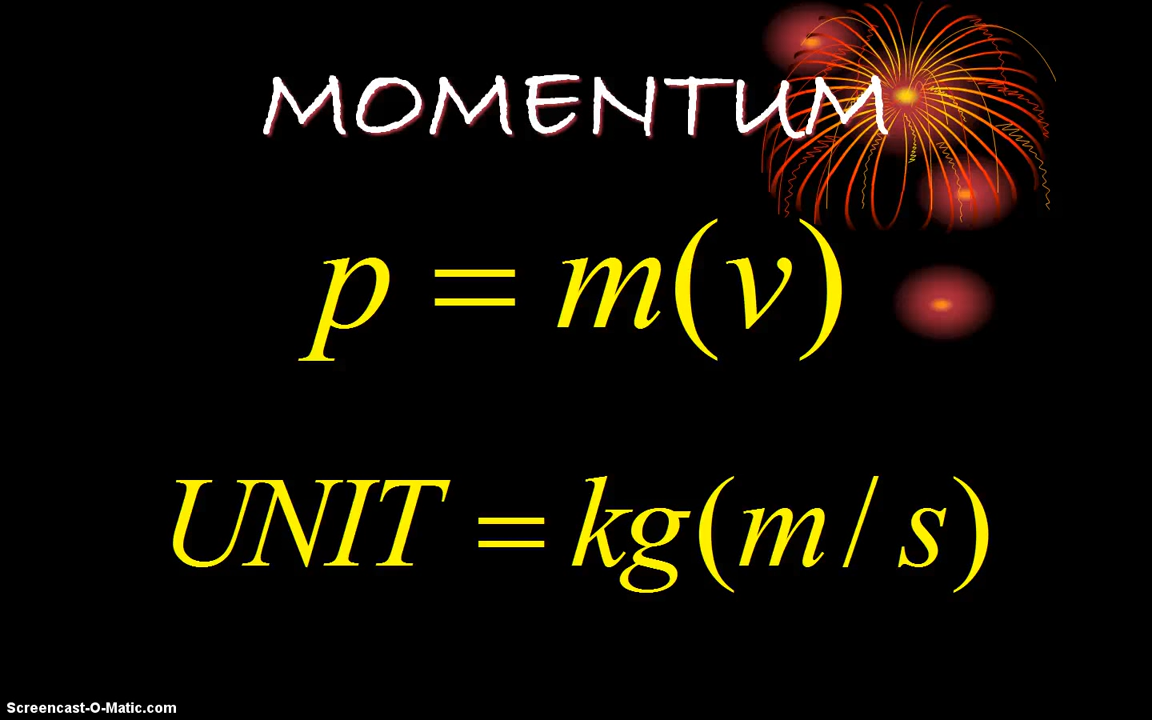 MOMENTUM
p = m(v)
UNIT = kg(m/s)
Screencast-O-Matic.com